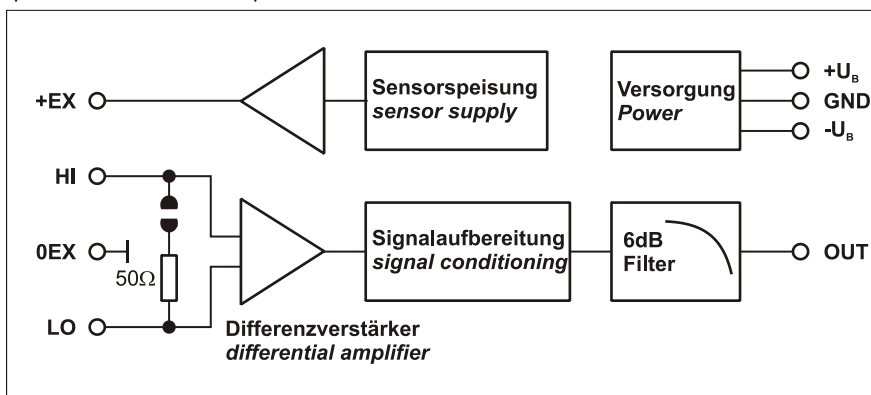 +EX
Sensorspeisung
sensor supply
Versorgung
Power
+UB
GND
-UB
HI
0EX
50Ω
LO
Differenzverstärker
differential amplifier
Signalaufbereitung
signal conditioning
6dB
Filter
OUT